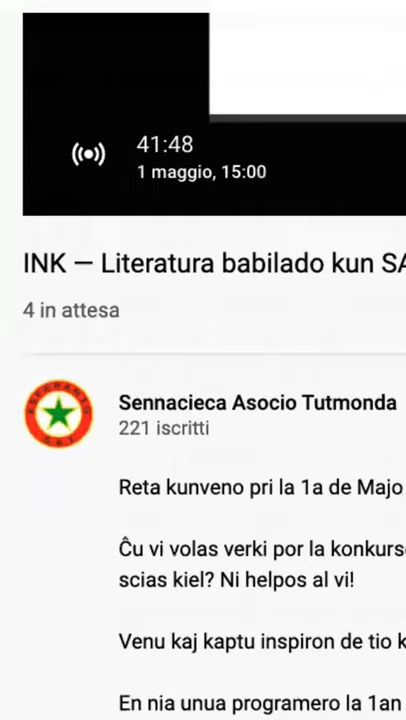 41:48
1 maggio, 15:00
INK — Literatura babilado kun SA
4 in attesa
Sennacieca Asocio Tutmonda
221 iscritti
Reta kunveno pri la 1a de Majo
Ĉu vi volas verki por la konkurs
scias kiel? Ni helpos al vi!
Venu kaj kaptu inspiron de tio k
En nia unua programero la 1an